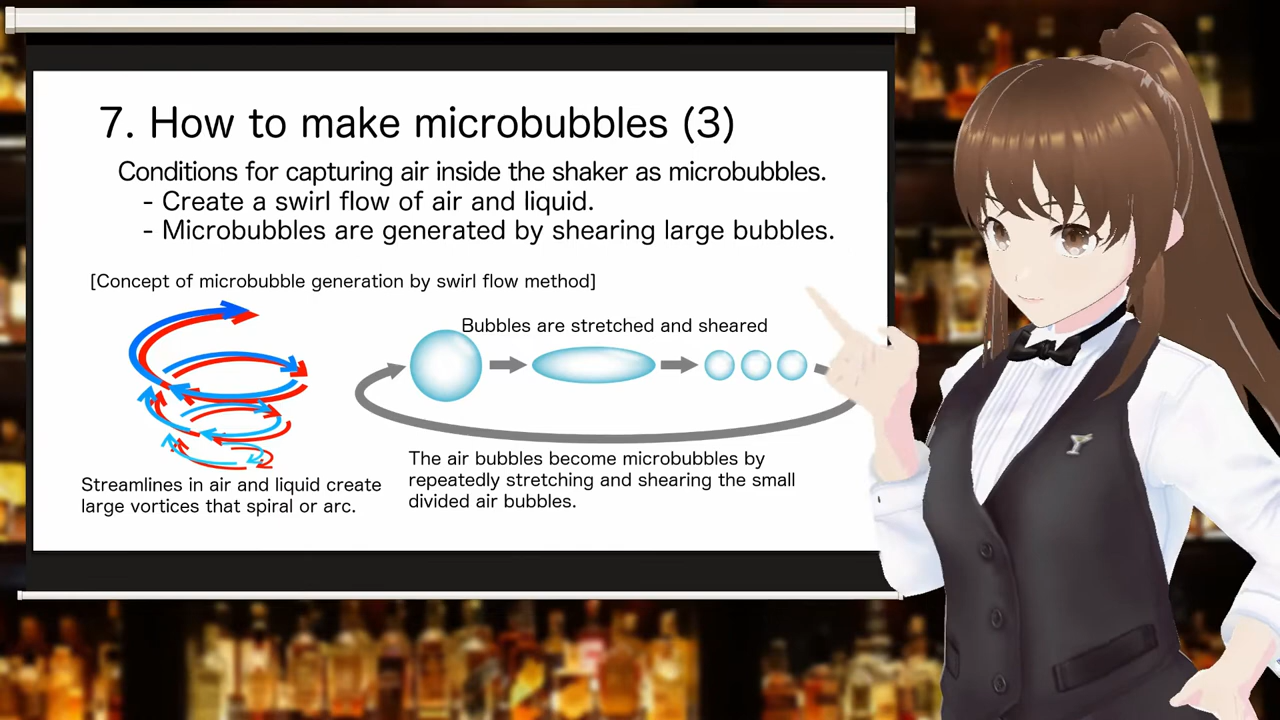 7. How to make microbubbles (3)
Conditions for capturing air inside the shaker as microbubbles.
- Create a swirl flow of air and liquid.
- Microbubbles are generated by shearing large bubbles.
[Concept of microbubble generation by swirl flow method]
Bubbles are stretched and sheared
Streamlines in air and liquid create
large vortices that spiral or arc.
The air bubbles become microbubbles by
repeatedly stretching and shearing the small
divided air bubbles.